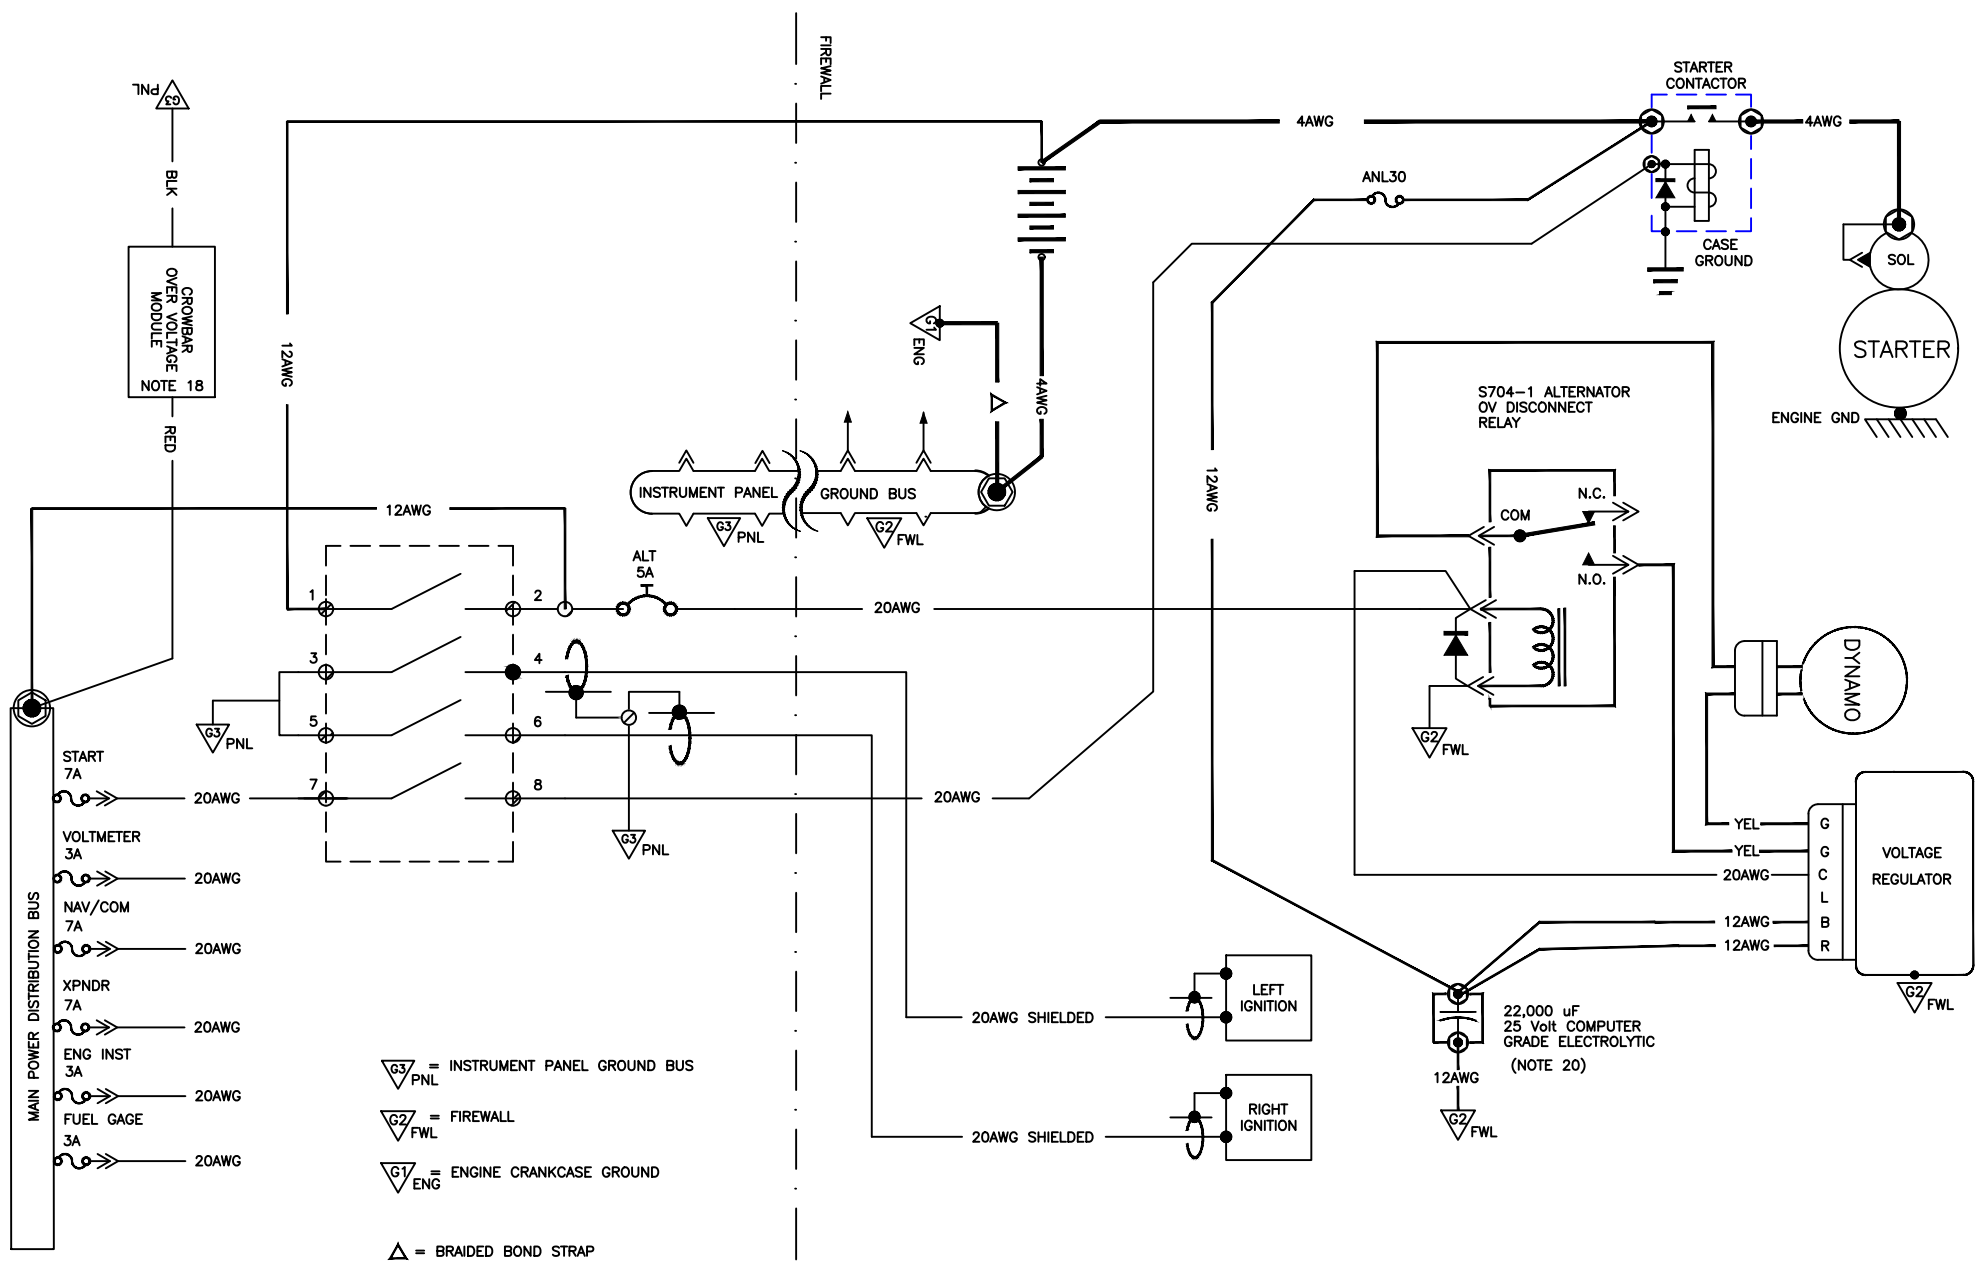 FIREWALL
STARTER
CONTACTOR
4AWG
4AWG
G3
PNL
BLK
CROWBAR
OVER VOLTAGE
MODULE
NOTE 18
RED
12AWG
ANL30
CASE
GROUND
SOL
STARTER
ENGINE GND
G1
ENG
4AWG
S704-1 ALTERNATOR
OV DISCONNECT
RELAY
INSTRUMENT PANEL
GROUND BUS
G3
PNL
G2
FWL
12AWG
12AWG
N.C.
COM
N.O.
ALT
5A
1
2
20AWG
3
4
5
6
7
8
G3
PNL
G3
PNL
G2
FWL
DYNAMO
START
7A
20AWG
20AWG
VOLTMETER
3A
20AWG
NAV/COM
7A
20AWG
XPNDR
7A
20AWG
ENG INST
3A
20AWG
FUEL GAGE
3A
20AWG
MAIN POWER DISTRIBUTION BUS
YEL
G
YEL
G
20AWG
C
L
12AWG
B
12AWG
R
VOLTAGE
REGULATOR
G2
FWL
LEFT
IGNITION
20AWG SHIELDED
RIGHT
IGNITION
20AWG SHIELDED
22,000 uF
25 Volt COMPUTER
GRADE ELECTROLYTIC
(NOTE 20)
12AWG
G2
FWL
G3
PNL
= INSTRUMENT PANEL GROUND BUS
G2
FWL
= FIREWALL
G1
ENG
= ENGINE CRANKCASE GROUND
= BRAIDED BOND STRAP